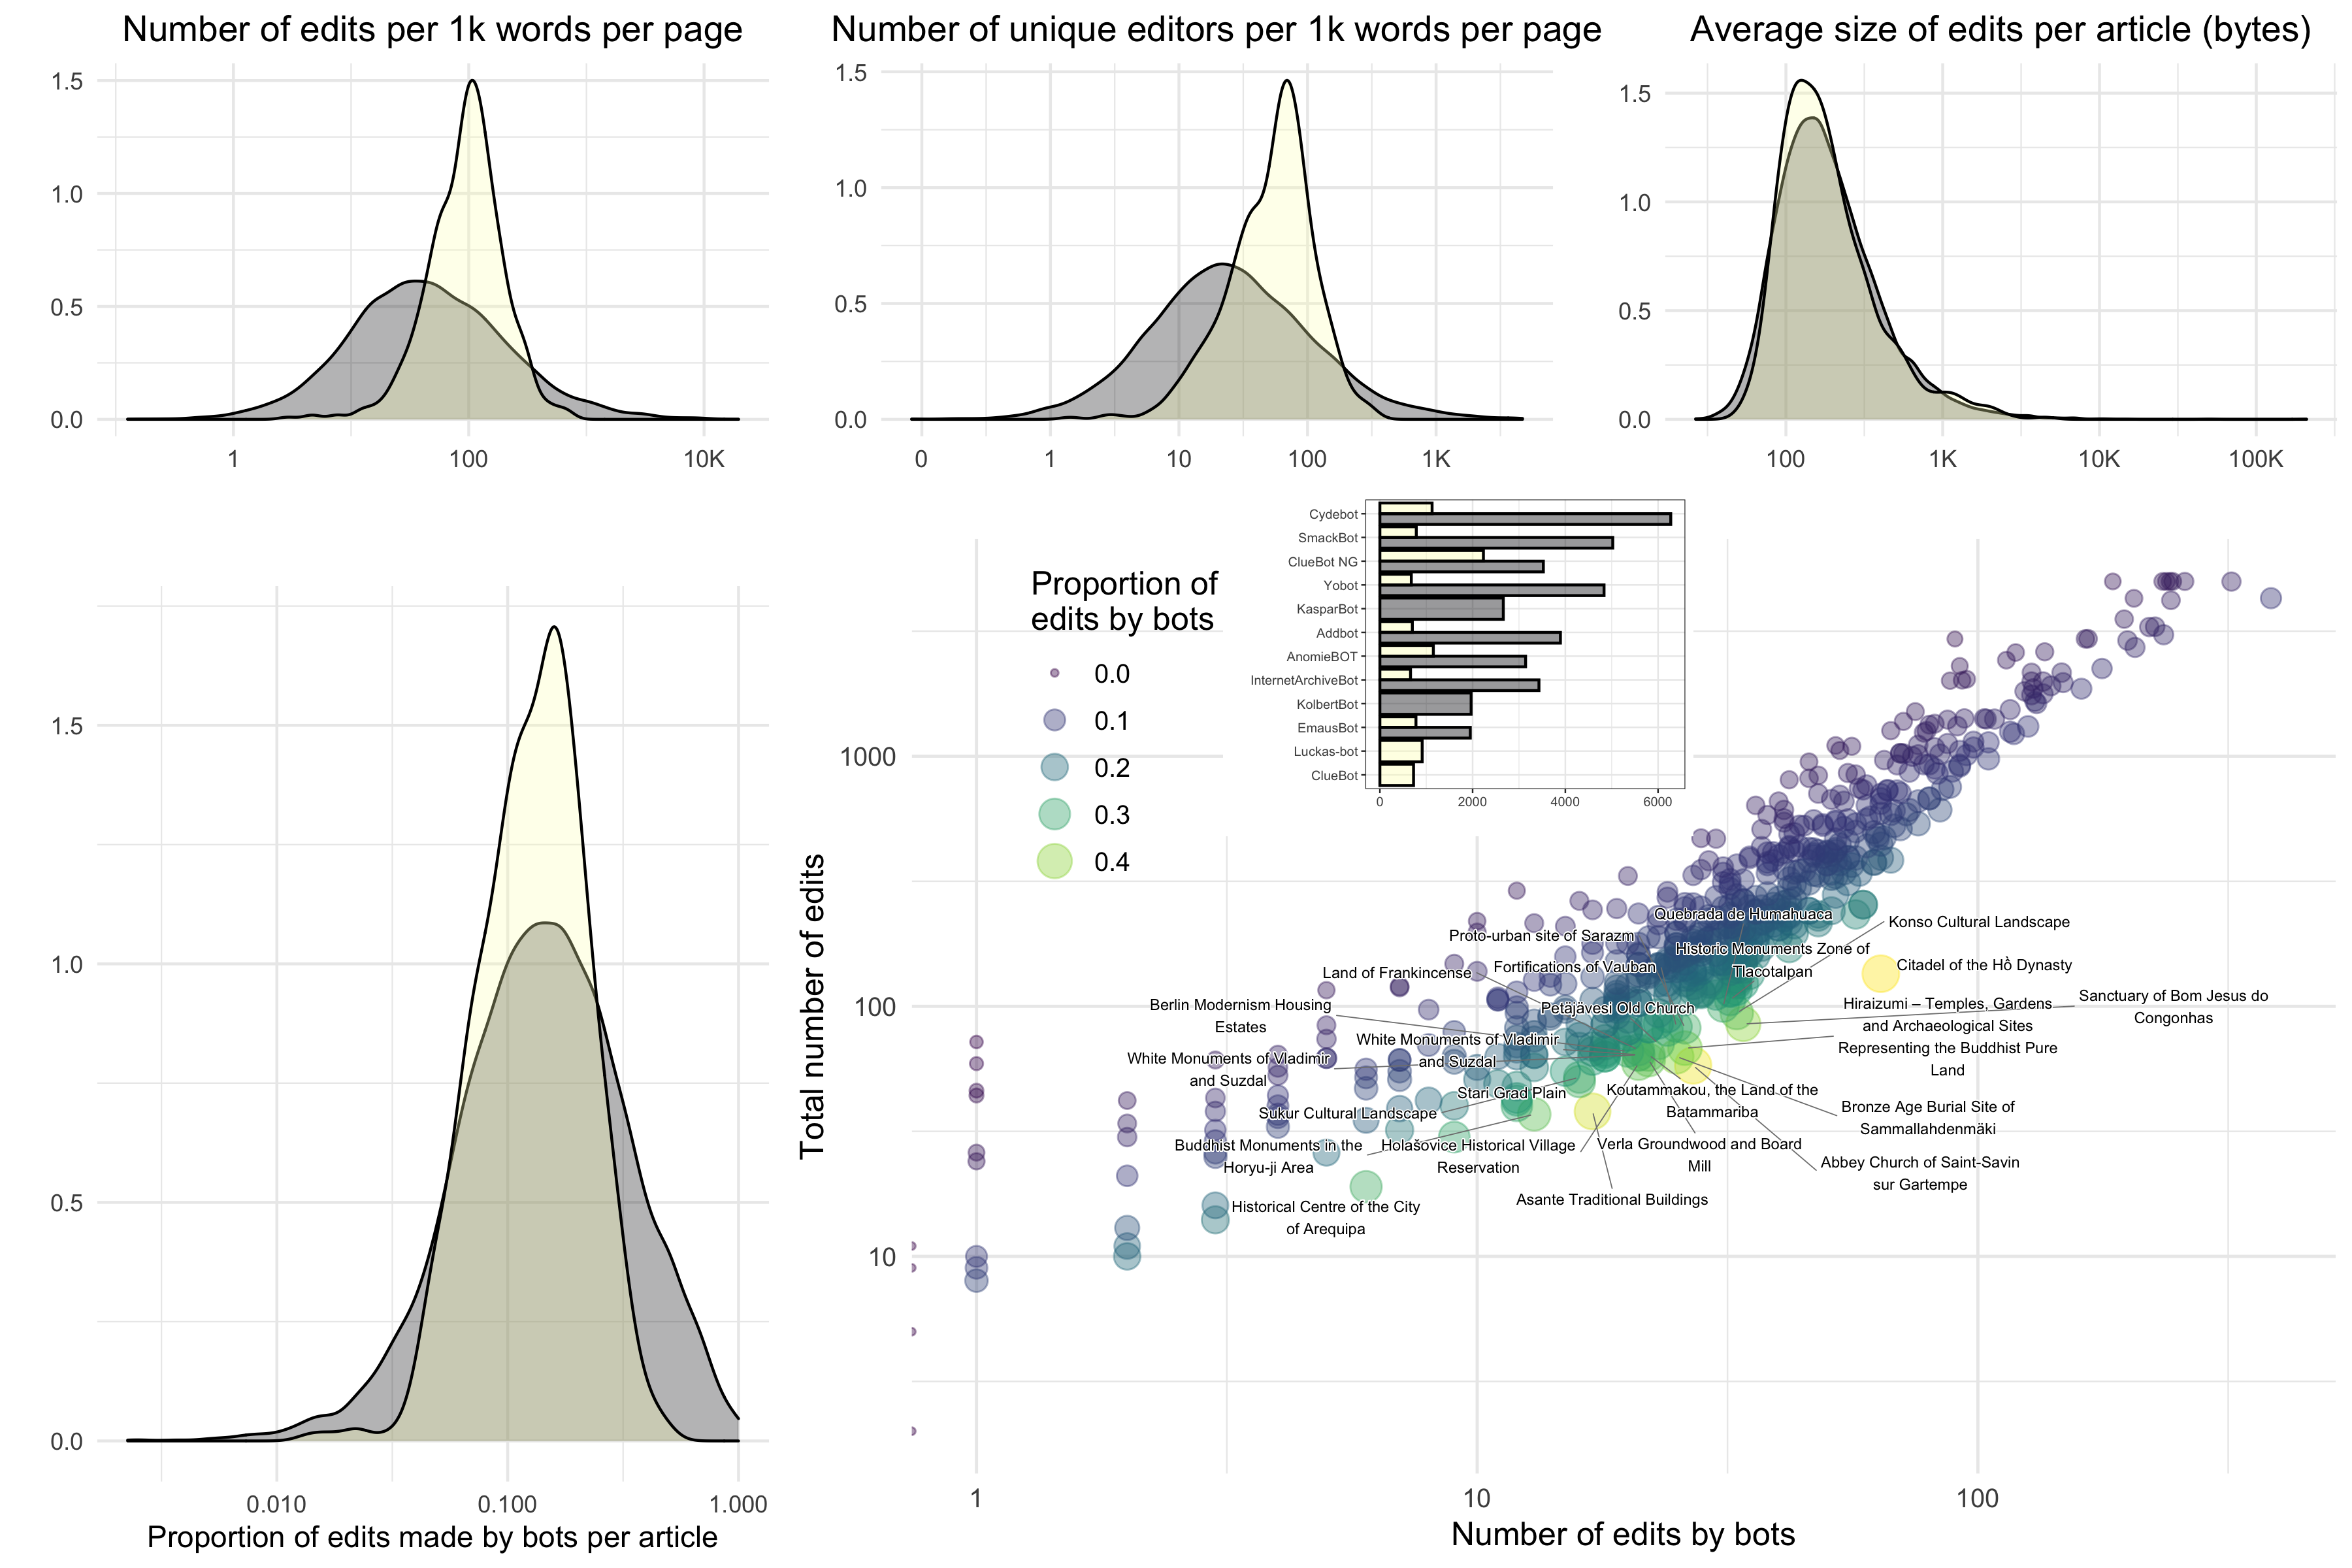 Number of edits per 1k words per page
1.5
1.0
0.5
0.0
1
100
10K
Number of unique editors per 1k words per page
1.5
1.0
0.5
0.0
0
1
10
100
1K
Average size of edits per article (bytes)
1.5
1.0
0.5
0.0
100
1K
10K
100K
1.5
1.0
0.5
0.0
0.010
0.100
1.000
Proportion of edits made by bots per article
Proportion of
edits by bots
0.0
0.1
0.2
0.3
0.4
Cydebot
SmackBot
ClueBot NG
Yobot
KasparBot
Addbot
AnomieBOT
InternetArchiveBot
KolbertBot
EmausBot
Luckas-bot
ClueBot
0
2000
4000
6000
Total number of edits
1000
100
10
Quebrada de Humahuaca
Konso Cultural Landscape
Proto-urban site of Sarazm
Historic Monuments Zone of
Tlacotalpan
Citadel of the Hồ Dynasty
Land of Frankincense
Fortifications of Vauban
Berlin Modernism Housing
Estates
Petäjävesi Old Church
Hiraizumi – Temples, Gardens
and Archaeological Sites
Representing the Buddhist Pure
Land
Sanctuary of Bom Jesus do
Congonhas
White Monuments of Vladimir
and Suzdal
White Monuments of Vladimir
and Suzdal
Stari Grad Plain
Koutammakou, the Land of the
Batammariba
Sukur Cultural Landscape
Bronze Age Burial Site of
Sammallahdenmäki
Buddhist Monuments in the
Horyu-ji Area
Holašovice Historical Village
Reservation
Verla Groundwood and Board
Mill
Abbey Church of Saint-Savin
sur Gartempe
Asante Traditional Buildings
Historical Centre of the City
of Arequipa
1
10
100
Number of edits by bots